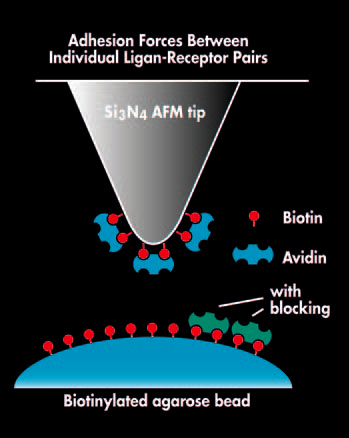 Adhesion Forces Between
Individual Ligan-Receptor Pairs
Si3N4 AFM tip
Biotin
Avidin
with
blocking
Biotinylated agarose bead